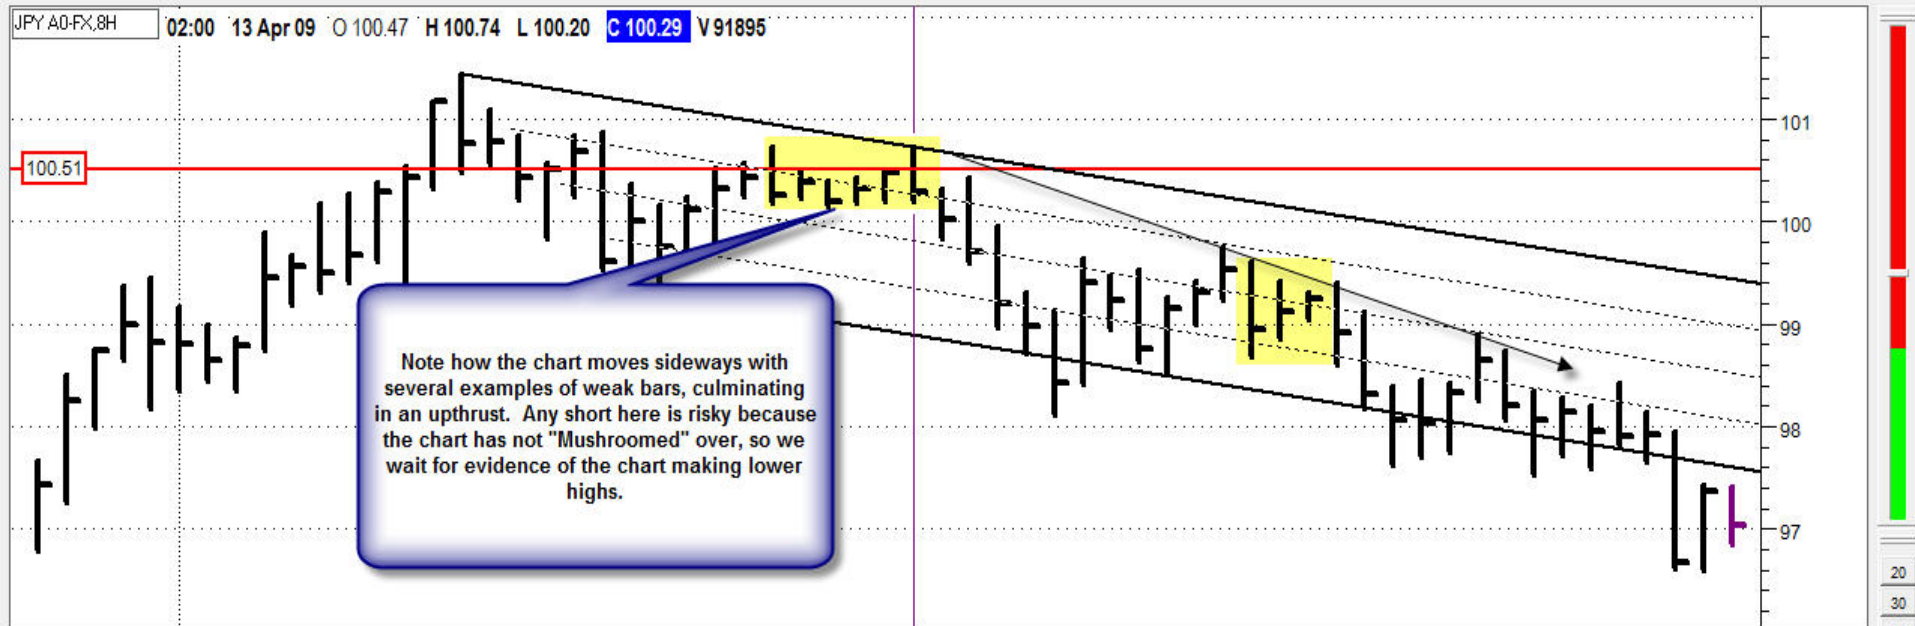 JPY A0-FX,8H 02:00 13 Apr 09 O 100.47 H 100.74 L 100.20 C 100.29 V 91895
101
100.51
100
99
Note how the chart moves sideways with
several examples of weak bars, culminating
in an upthrust. Any short here is risky because
the chart has not "Mushroomed" over, so we
wait for evidence of the chart making lower
highs.
98
97
20
30